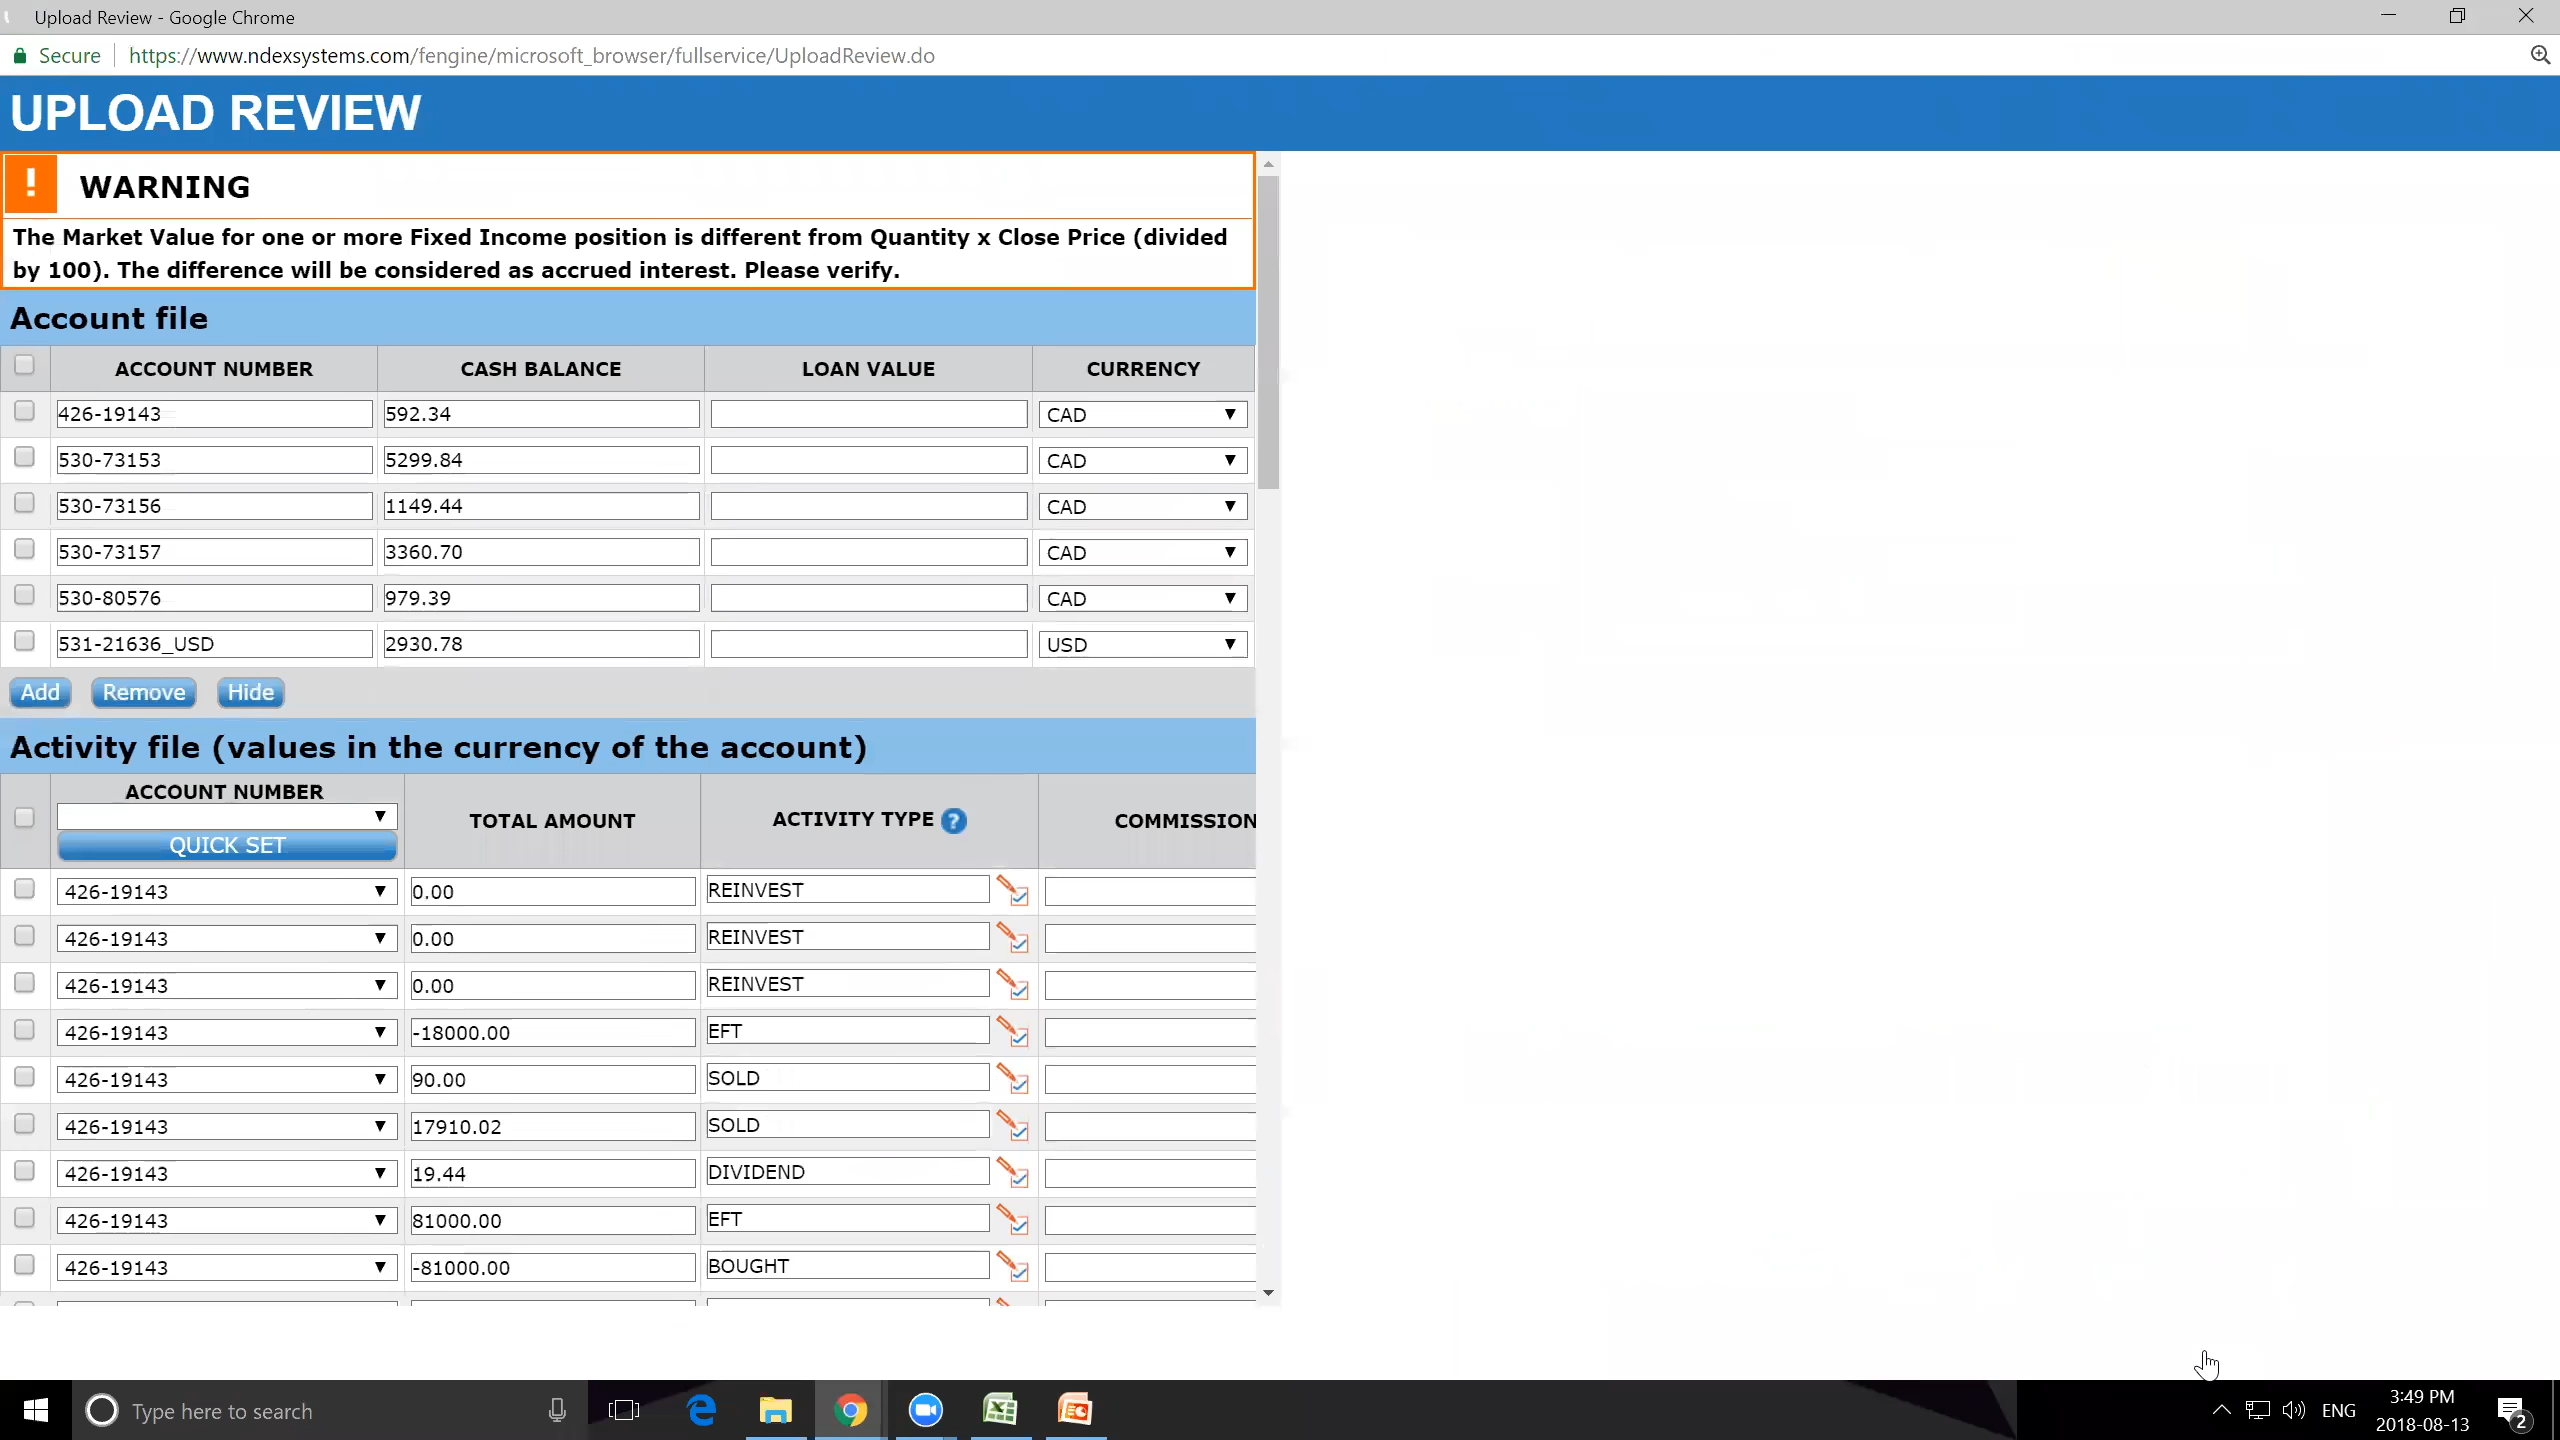 Upload Review - Google Chrome
Secure https://www.ndexsystems.com/fengine/microsoft_browser/fullservice/UploadReview.do
UPLOAD REVIEW
! WARNING
The Market Value for one or more Fixed Income position is different from Quantity x Close Price (divided
by 100). The difference will be considered as accrued interest. Please verify.
Account file
ACCOUNT NUMBER CASH BALANCE LOAN VALUE CURRENCY
426-19143 592.34 CAD
530-73153 5299.84 CAD
530-73156 1149.44 CAD
530-73157 3360.70 CAD
530-80576 979.39 CAD
531-21636_USD 2930.78 USD
Add Remove Hide
Activity file (values in the currency of the account)
ACCOUNT NUMBER
TOTAL AMOUNT ACTIVITY TYPE ? COMMISSION
QUICK SET
426-19143 0.00 REINVEST
426-19143 0.00 REINVEST
426-19143 0.00 REINVEST
426-19143 -18000.00 EFT
426-19143 90.00 SOLD
426-19143 17910.02 SOLD
426-19143 19.44 DIVIDEND
426-19143 81000.00 EFT
426-19143 -81000.00 BOUGHT
Type here to search
ENG
3:49 PM
2018-08-13
2